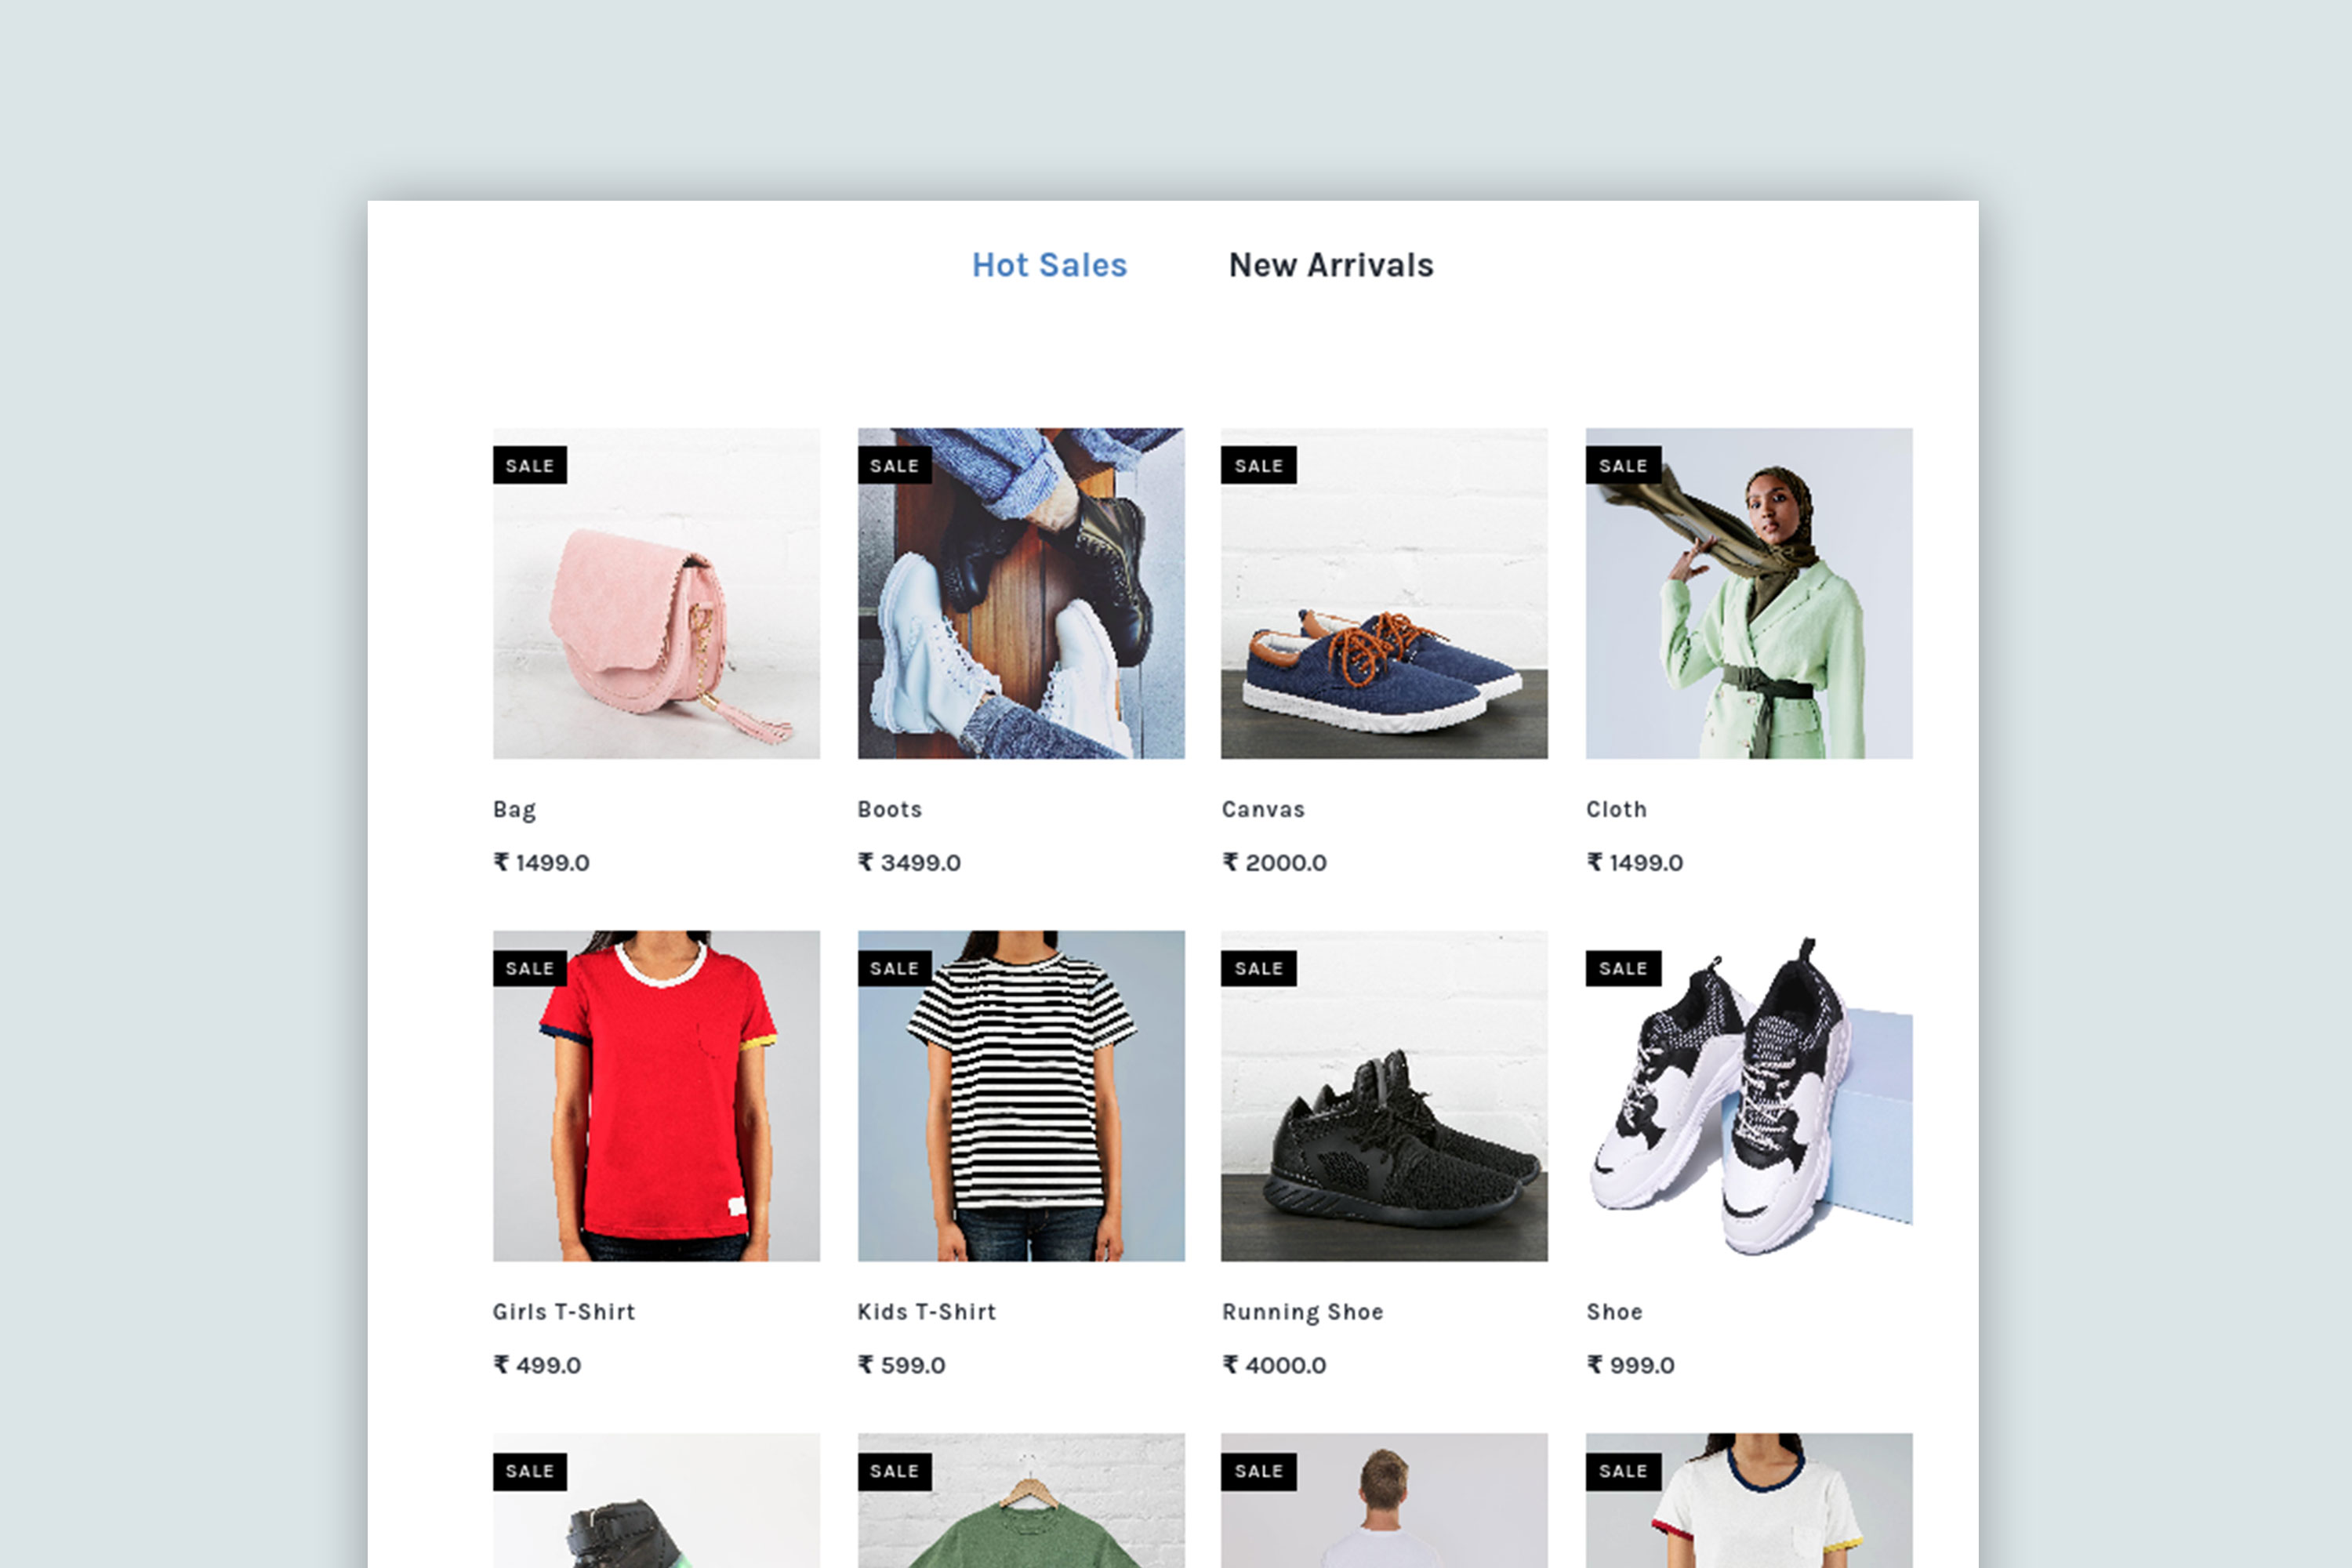 Hot Sales New Arrivals
SALE SALE SALE SALE
Bag Boots Canvas Cloth
₹ 1499.0 ₹ 3499.0 ₹ 2000.0 ₹ 1499.0
SALE SALE SALE SALE
Girls T-Shirt Kids T-Shirt Running Shoe Shoe
₹ 499.0 ₹ 599.0 ₹ 4000.0 ₹ 999.0
SALE SALE SALE SALE